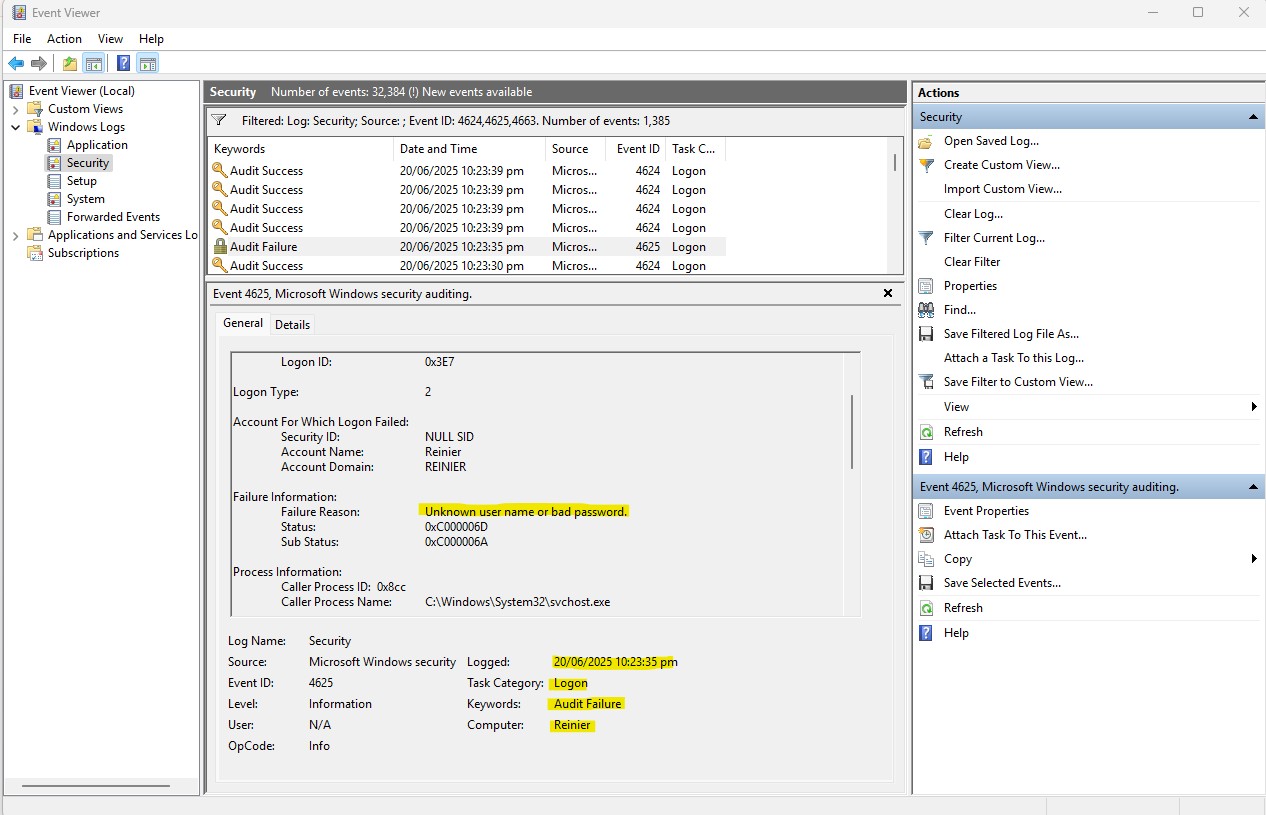 Event Viewer
File Action View Help
Event Viewer (Local)
Custom Views
Windows Logs
Application
Security
Setup
System
Forwarded Events
Applications and Services Lo
Subscriptions
Security Number of events: 32,384 (!) New events available
Filtered: Log: Security; Source: ; Event ID: 4624,4625,4663. Number of events: 1,385
Keywords Date and Time Source Event ID Task C...
Audit Success 20/06/2025 10:23:39 pm Micros... 4624 Logon
Audit Success 20/06/2025 10:23:39 pm Micros... 4624 Logon
Audit Success 20/06/2025 10:23:39 pm Micros... 4624 Logon
Audit Success 20/06/2025 10:23:39 pm Micros... 4624 Logon
Audit Failure 20/06/2025 10:23:35 pm Micros... 4625 Logon
Audit Success 20/06/2025 10:23:30 pm Micros... 4624 Logon
Event 4625, Microsoft Windows security auditing.
General Details
Logon ID: 0x3E7
Logon Type: 2
Account For Which Logon Failed:
Security ID: NULL SID
Account Name: Reinier
Account Domain: REINIER
Failure Information:
Failure Reason: Unknown user name or bad password.
Status: 0xC000006D
Sub Status: 0xC000006A
Process Information:
Caller Process ID: 0x8cc
Caller Process Name: C:\Windows\System32\svchost.exe
Log Name: Security
Source: Microsoft Windows security Logged: 20/06/2025 10:23:35 pm
Event ID: 4625 Task Category: Logon
Level: Information Keywords: Audit Failure
User: N/A Computer: Reinier
OpCode: Info
Actions
Security
Open Saved Log...
Create Custom View...
Import Custom View...
Clear Log...
Filter Current Log...
Clear Filter
Properties
Find...
Save Filtered Log File As...
Attach a Task To this Log...
Save Filter to Custom View...
View
Refresh
Help
Event 4625, Microsoft Windows security auditing.
Event Properties
Attach Task To This Event...
Copy
Save Selected Events...
Refresh
Help